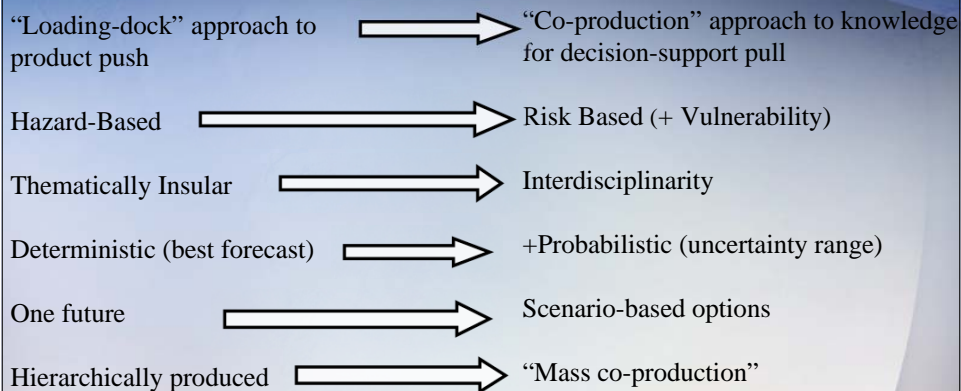 “Loading-dock” approach to
product push
“Co-production” approach to knowledge
for decision-support pull
Hazard-Based
Risk Based (+ Vulnerability)
Thematically Insular
Interdisciplinarity
Deterministic (best forecast)
+Probabilistic (uncertainty range)
One future
Scenario-based options
Hierarchically produced
“Mass co-production”